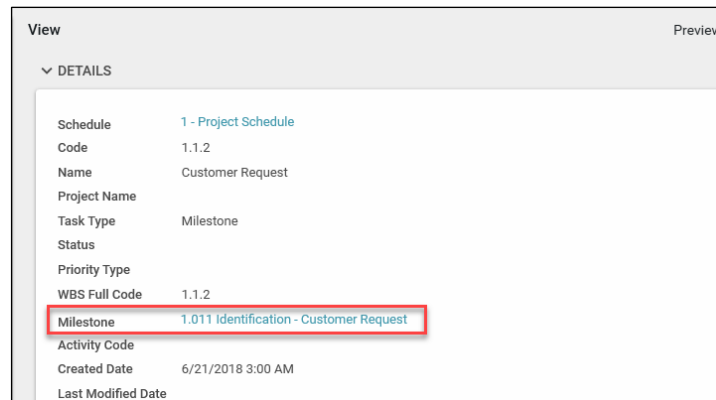 View Preview
DETAILS
Schedule 1 - Project Schedule
Code 1.1.2
Name Customer Request
Project Name
Task Type Milestone
Status
Priority Type
WBS Full Code 1.1.2
Milestone 1.011 Identification - Customer Request
Activity Code
Created Date 6/21/2018 3:00 AM
Last Modified Date